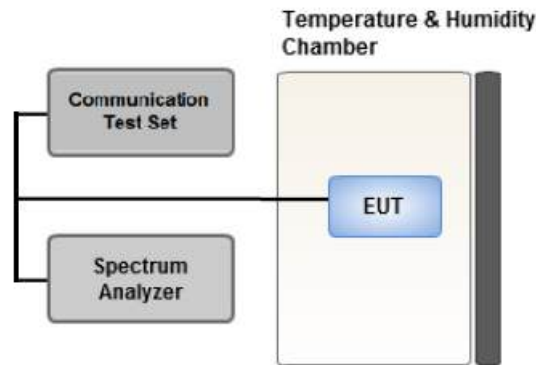 Temperature & Humidity
Chamber
Communication
Test Set
EUT
Spectrum
Analyzer